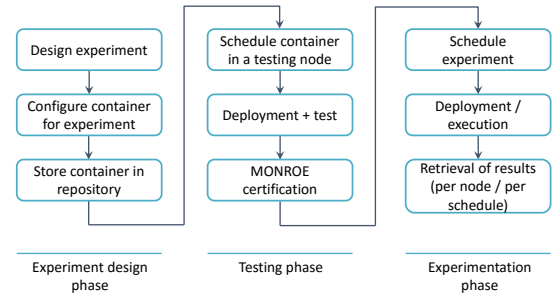 Design experiment
Configure container
for experiment
Store container in
repository
Experiment design
phase
Schedule container
in a testing node
Deployment + test
MONROE
certification
Testing phase
Schedule
experiment
Deployment /
execution
Retrieval of results
(per node / per
schedule)
Experimentation
phase